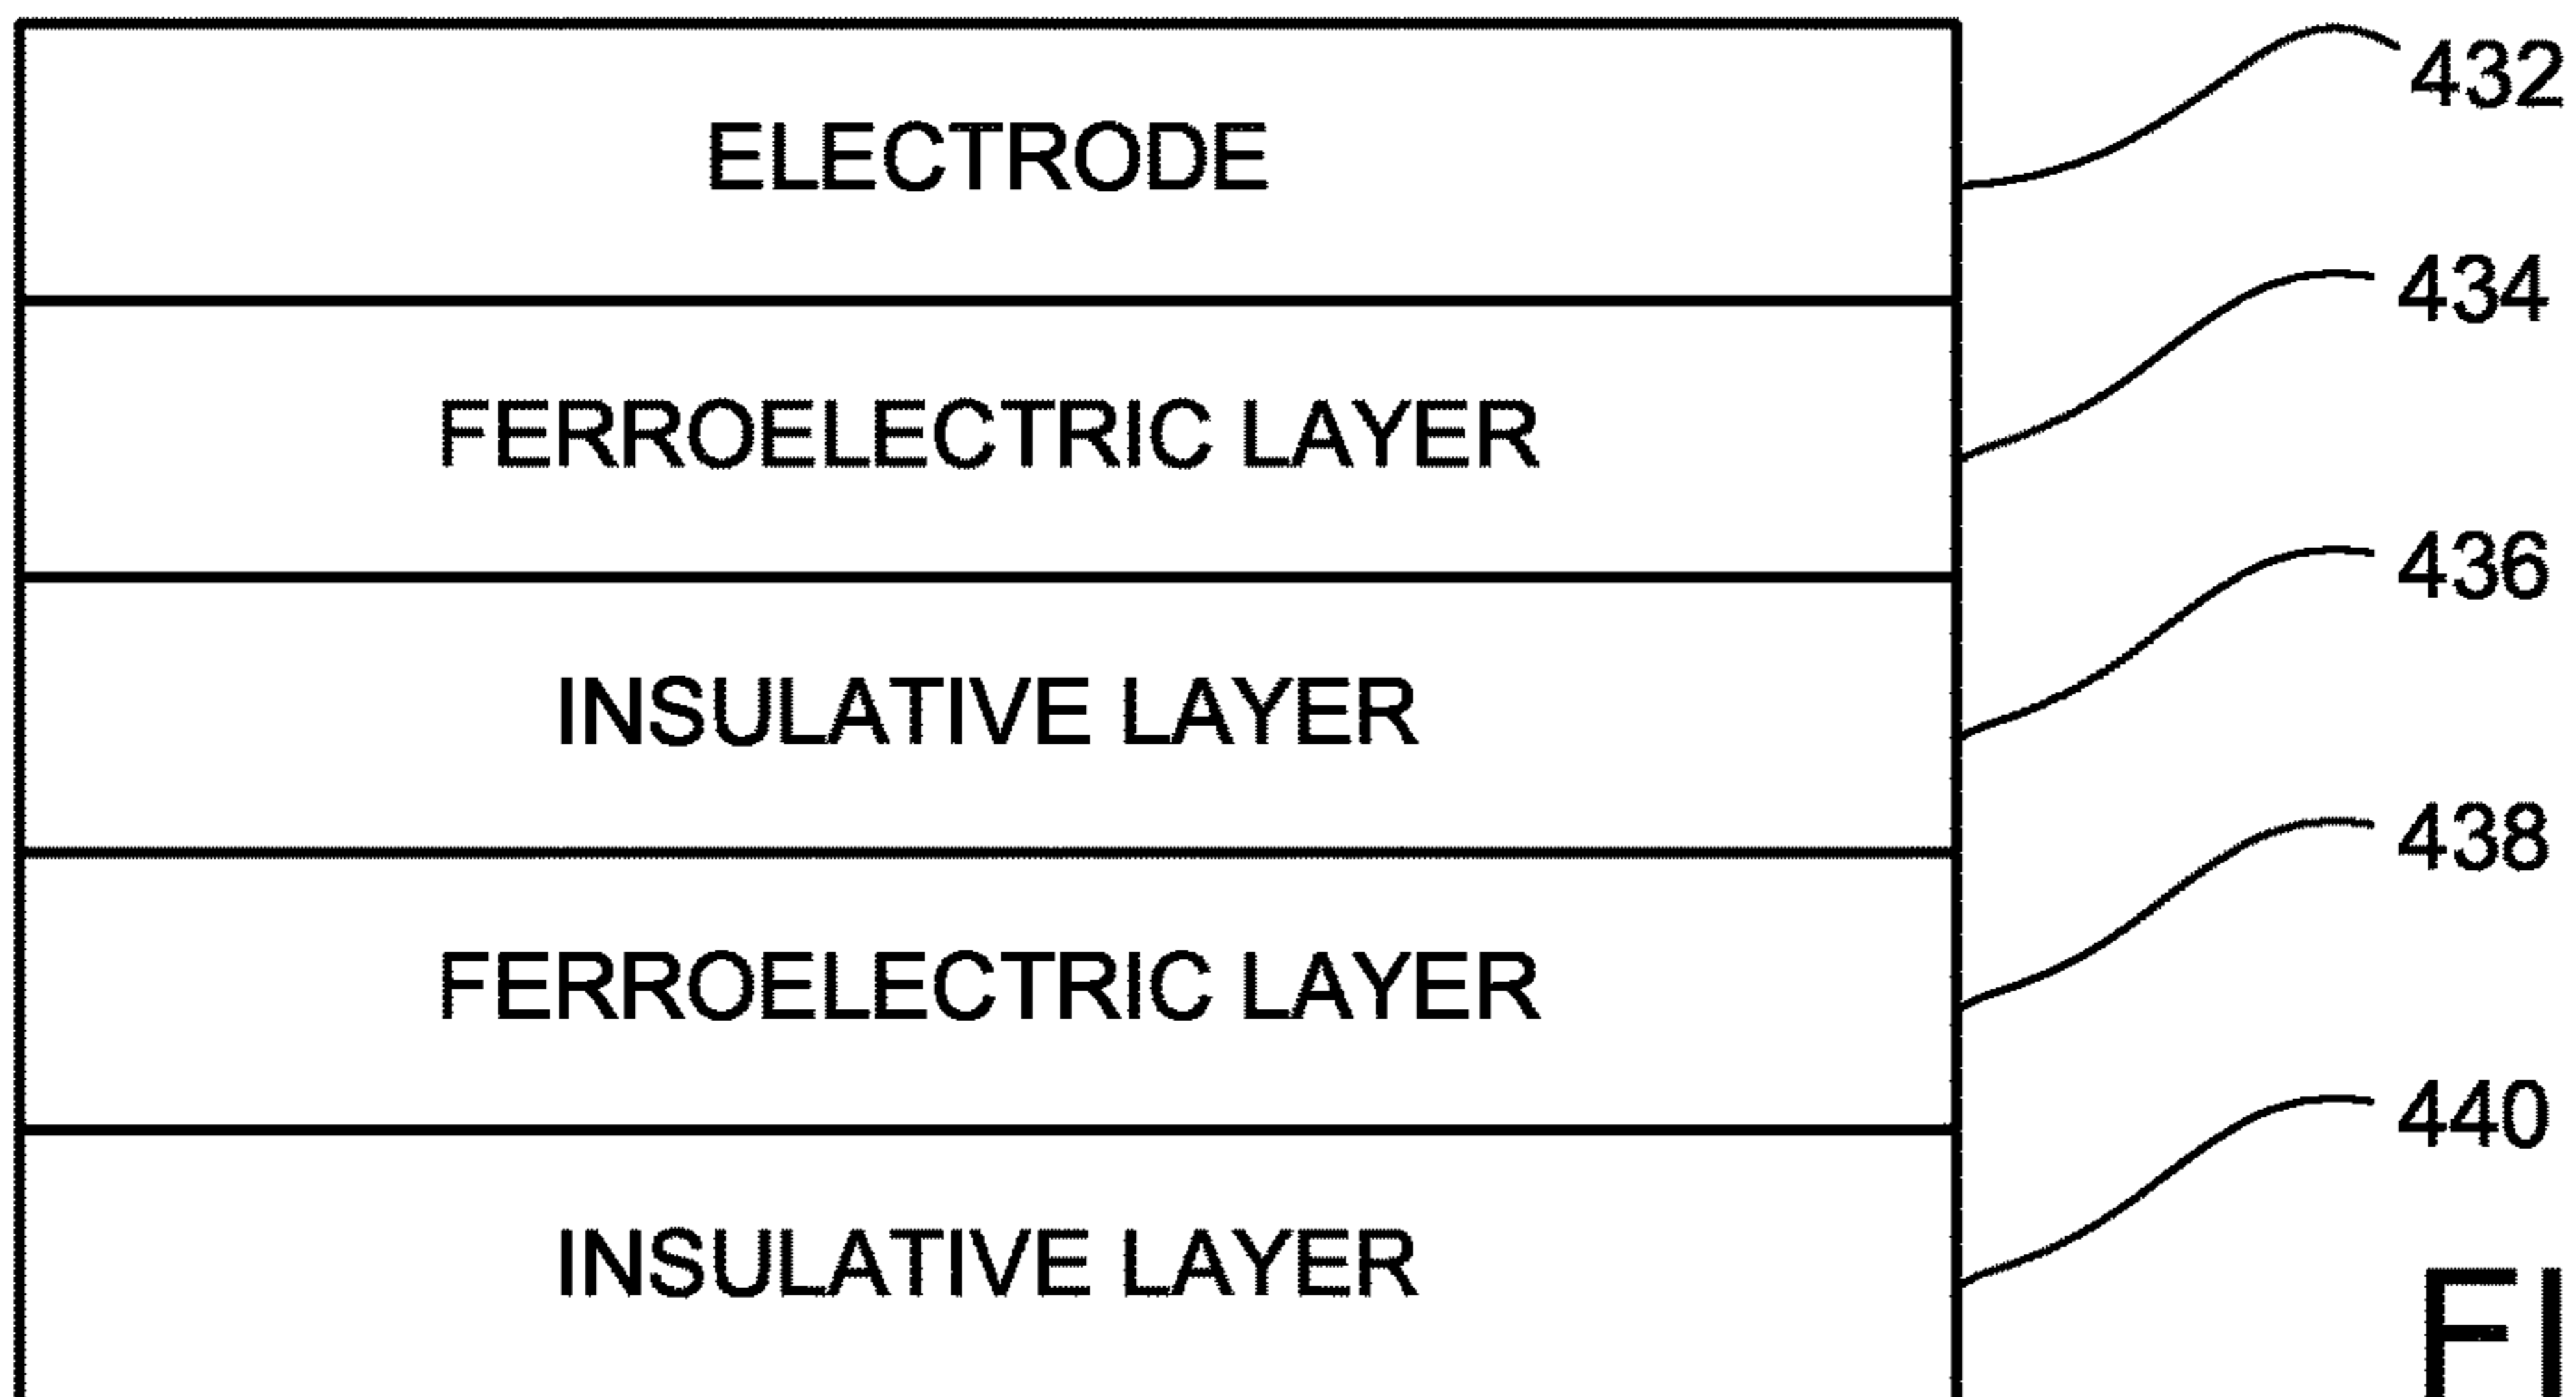 ELECTRODE 432
FERROELECTRIC LAYER 434
INSULATIVE LAYER 436
FERROELECTRIC LAYER 438
INSULATIVE LAYER 440